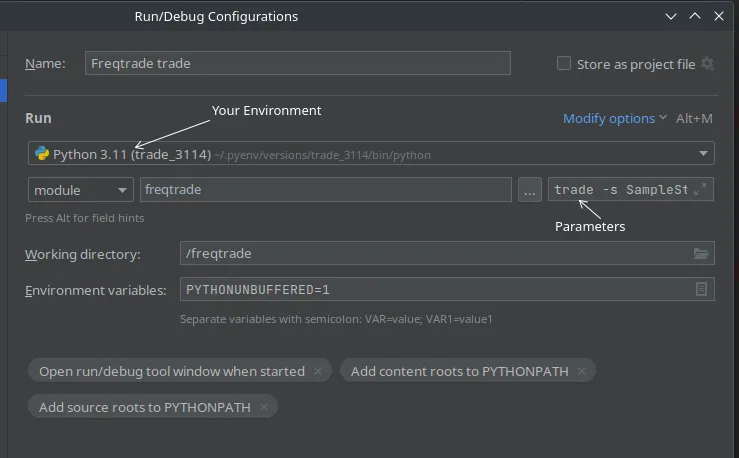 Run/Debug Configurations
Name: Freqtrade trade Store as project file
Your Environment
Run Modify options Alt+M
Python 3.11 (trade_3114) ~/.pyenv/versions/trade_3114/bin/python
module freqtrade ... trade -s SampleSt
Press Alt for field hints
Parameters
Working directory: /freqtrade
Environment variables: PYTHONUNBUFFERED=1
Separate variables with semicolon: VAR=value; VAR1=value1
Open run/debug tool window when started × Add content roots to PYTHONPATH ×
Add source roots to PYTHONPATH ×